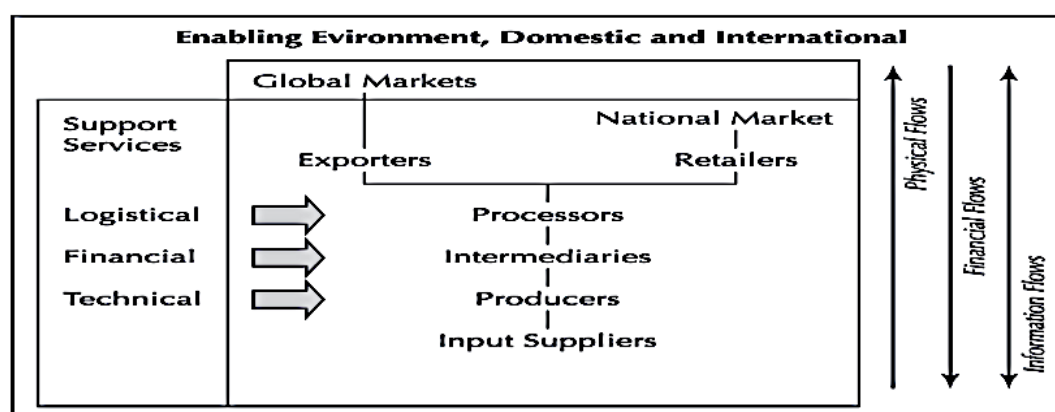 Enabling Evironment, Domestic and International
Global Markets
Support
Services
National Market
Exporters
Retailers
Logistical
Processors
Financial
Intermediaries
Technical
Producers
Input Suppliers
Physical Flows
Financial Flows
Information Flows